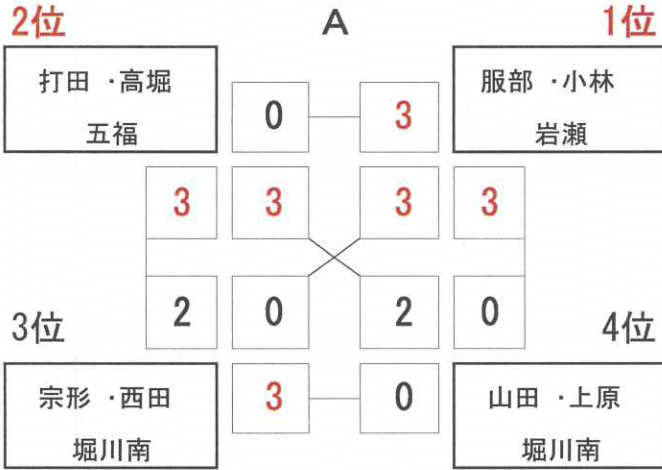 2位 A 1位
打田 ・高堀 服部 ・小林
0 3
五福 岩瀬
3 3 3 3
2 0 2 0
3位 4位
宗形 ・西田 山田 ・上原
3 0
堀川南 堀川南